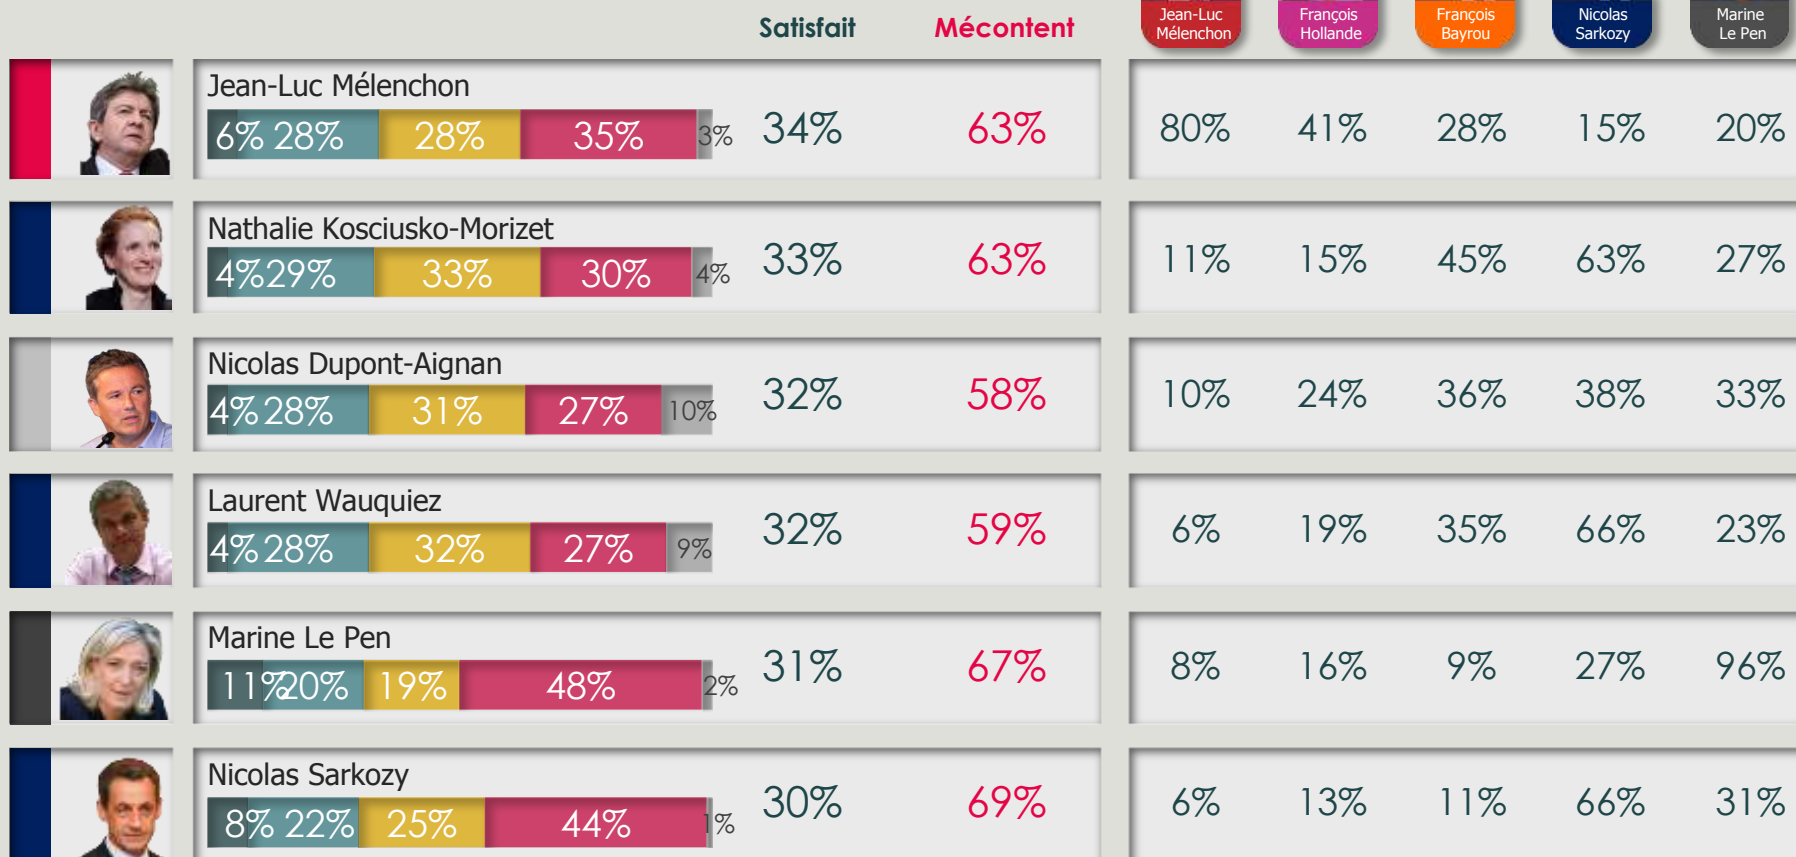 Satisfait Mécontent Jean-Luc Mélenchon François Hollande François Bayrou Nicolas Sarkozy Marine Le Pen
Jean-Luc Mélenchon
6% 28% 28% 35% 3% 34% 63% 80% 41% 28% 15% 20%
Nathalie Kosciusko-Morizet
4% 29% 33% 30% 4% 33% 63% 11% 15% 45% 63% 27%
Nicolas Dupont-Aignan
4% 28% 31% 27% 10% 32% 58% 10% 24% 36% 38% 33%
Laurent Wauquiez
4% 28% 32% 27% 9% 32% 59% 6% 19% 35% 66% 23%
Marine Le Pen
11% 20% 19% 48% 2% 31% 67% 8% 16% 9% 27% 96%
Nicolas Sarkozy
8% 22% 25% 44% 1% 30% 69% 6% 13% 11% 66% 31%